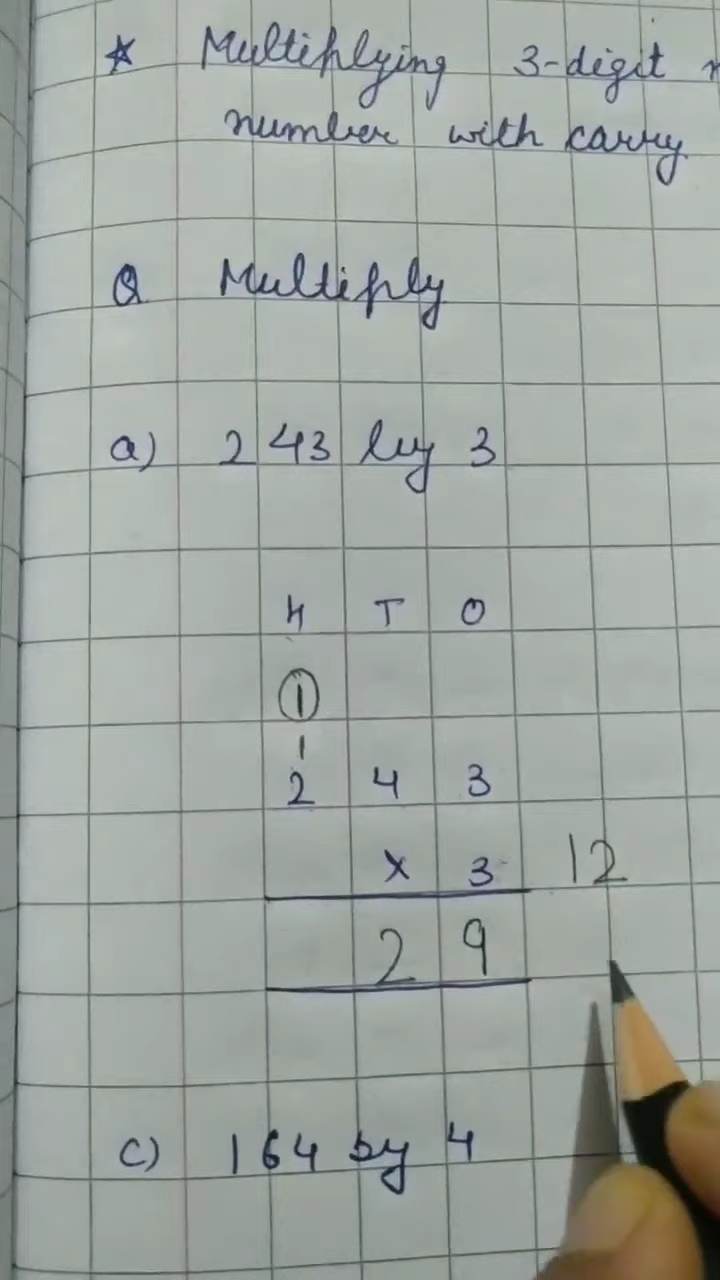 ★ Multiplying 3-digit
number with carry
Q Multiply
a) 243 by 3
H T O
1
1
2 4 3
x 3 12
2 9
c) 164 by 4